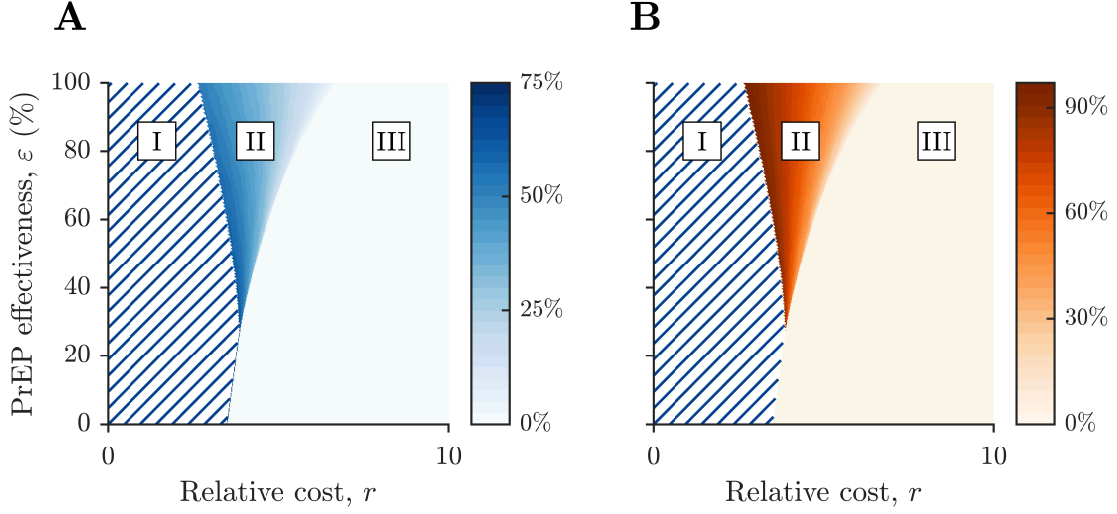 A
B
100
80
60
40
20
0
PrEP effectiveness, ε (%)
I
II
III
0
10
Relative cost, r
75%
50%
25%
0%
I
II
III
0
10
Relative cost, r
90%
60%
30%
0%